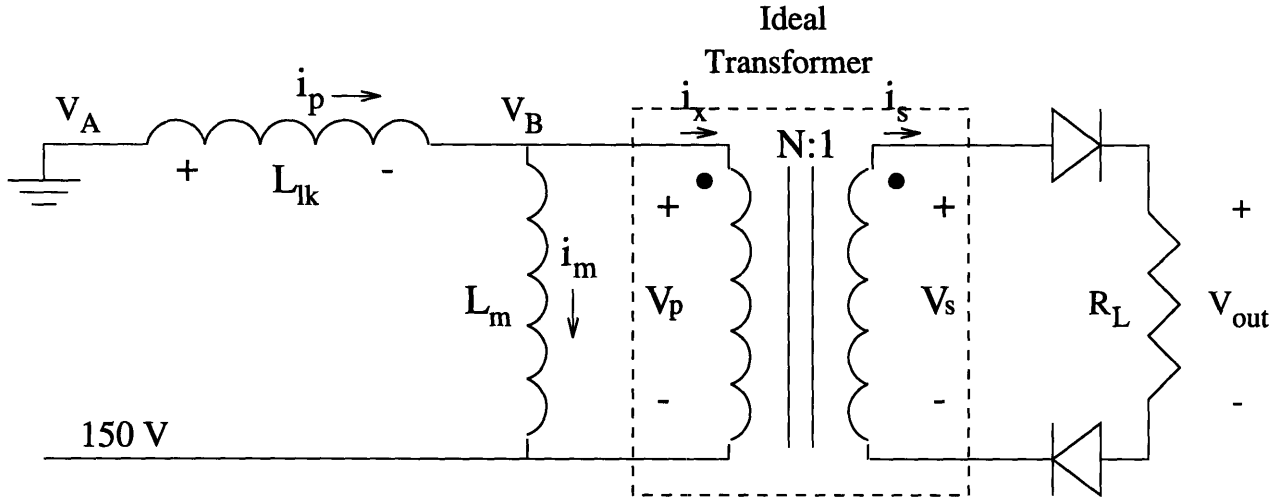 Ideal
Transformer
V_A
i_p
V_B
i_x
i_s
N:1
+ L_lk -
+
+
+
i_m
L_m
V_p
V_s
R_L
V_out
-
-
-
150 V